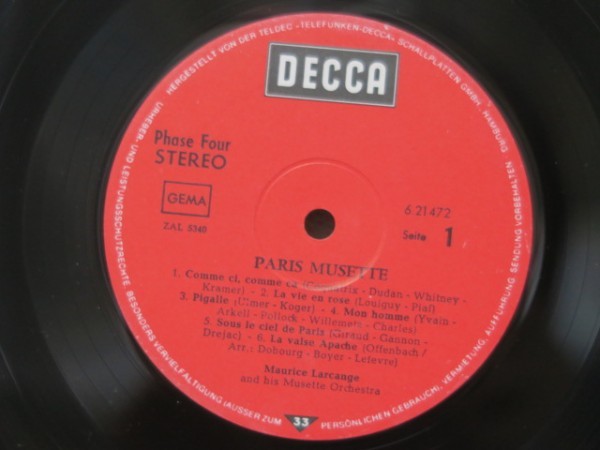 HERGESTELLT VON DER TELDEC »TELEFUNKEN-DECCA« SCHALLPLATTEN GMBH, HAMBURG
URHEBER- UND LEISTUNGSSCHUTZRECHTE, BESONDERS VERVIELFÄLTIGUNG (AUSSER ZUM PERSÖNLICHEN GEBRAUCH), VERMIETUNG, AUFFÜHRUNG, SENDUNG VORBEHALTEN
DECCA
Phase Four
STEREO
GEMA
ZAL 5340
6 21472
Seite 1
PARIS MUSETTE
1. Comme ci, comme ça - Dudan - Whitney -
Kramer) - 2. La vie en rose (Louiguy - Piaf)
3. Pigalle (Ulmer - Koger) - 4. Mon homme (Yvain -
Arkell - Pollock - Willemetz - Charles)
5. Sous le ciel de Paris (Giraud - Gannon -
Drejac) - 6. La valse Apache (Offenbach /
Arr.: Dobourg - Boyer - Lefevre)
Maurice Larcange
and his Musette Orchestra
33